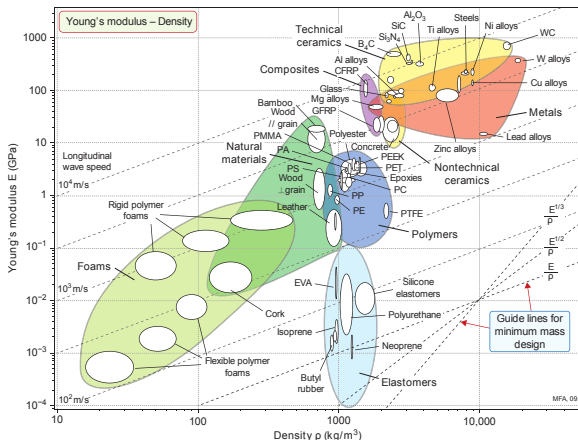 Young's modulus – Density
Al₂O₃
Technical
ceramics
SiC
Si₃N₄
B₄C
Ti alloys
Steels
Ni alloys
WC
Al alloys
CFRP
W alloys
Composites
Glass
Mg alloys
GFRP
Cu alloys
Metals
Bamboo
Wood
// grain
PMMA
Polyester
Concrete
Zinc alloys
Lead alloys
Natural
materials
PA
PS
PEEK
PET
Epoxies
PC
Nontechnical
ceramics
Wood
⊥grain
PP
PE
Leather
PTFE
Polymers
Longitudinal
wave speed
10⁴ m/s
10³ m/s
10² m/s
Rigid polymer
foams
Foams
Cork
Flexible polymer
foams
EVA
Silicone
elastomers
Polyurethane
Isoprene
Neoprene
Butyl
rubber
Elastomers
E^1/3
ρ
E^1/2
ρ
E
ρ
Guide lines for
minimum mass
design
MFA, 09
Young's modulus E (GPa)
1000
100
10
1
10⁻¹
10⁻²
10⁻³
10⁻⁴
10
100
1000
10,000
Density ρ (kg/m³)